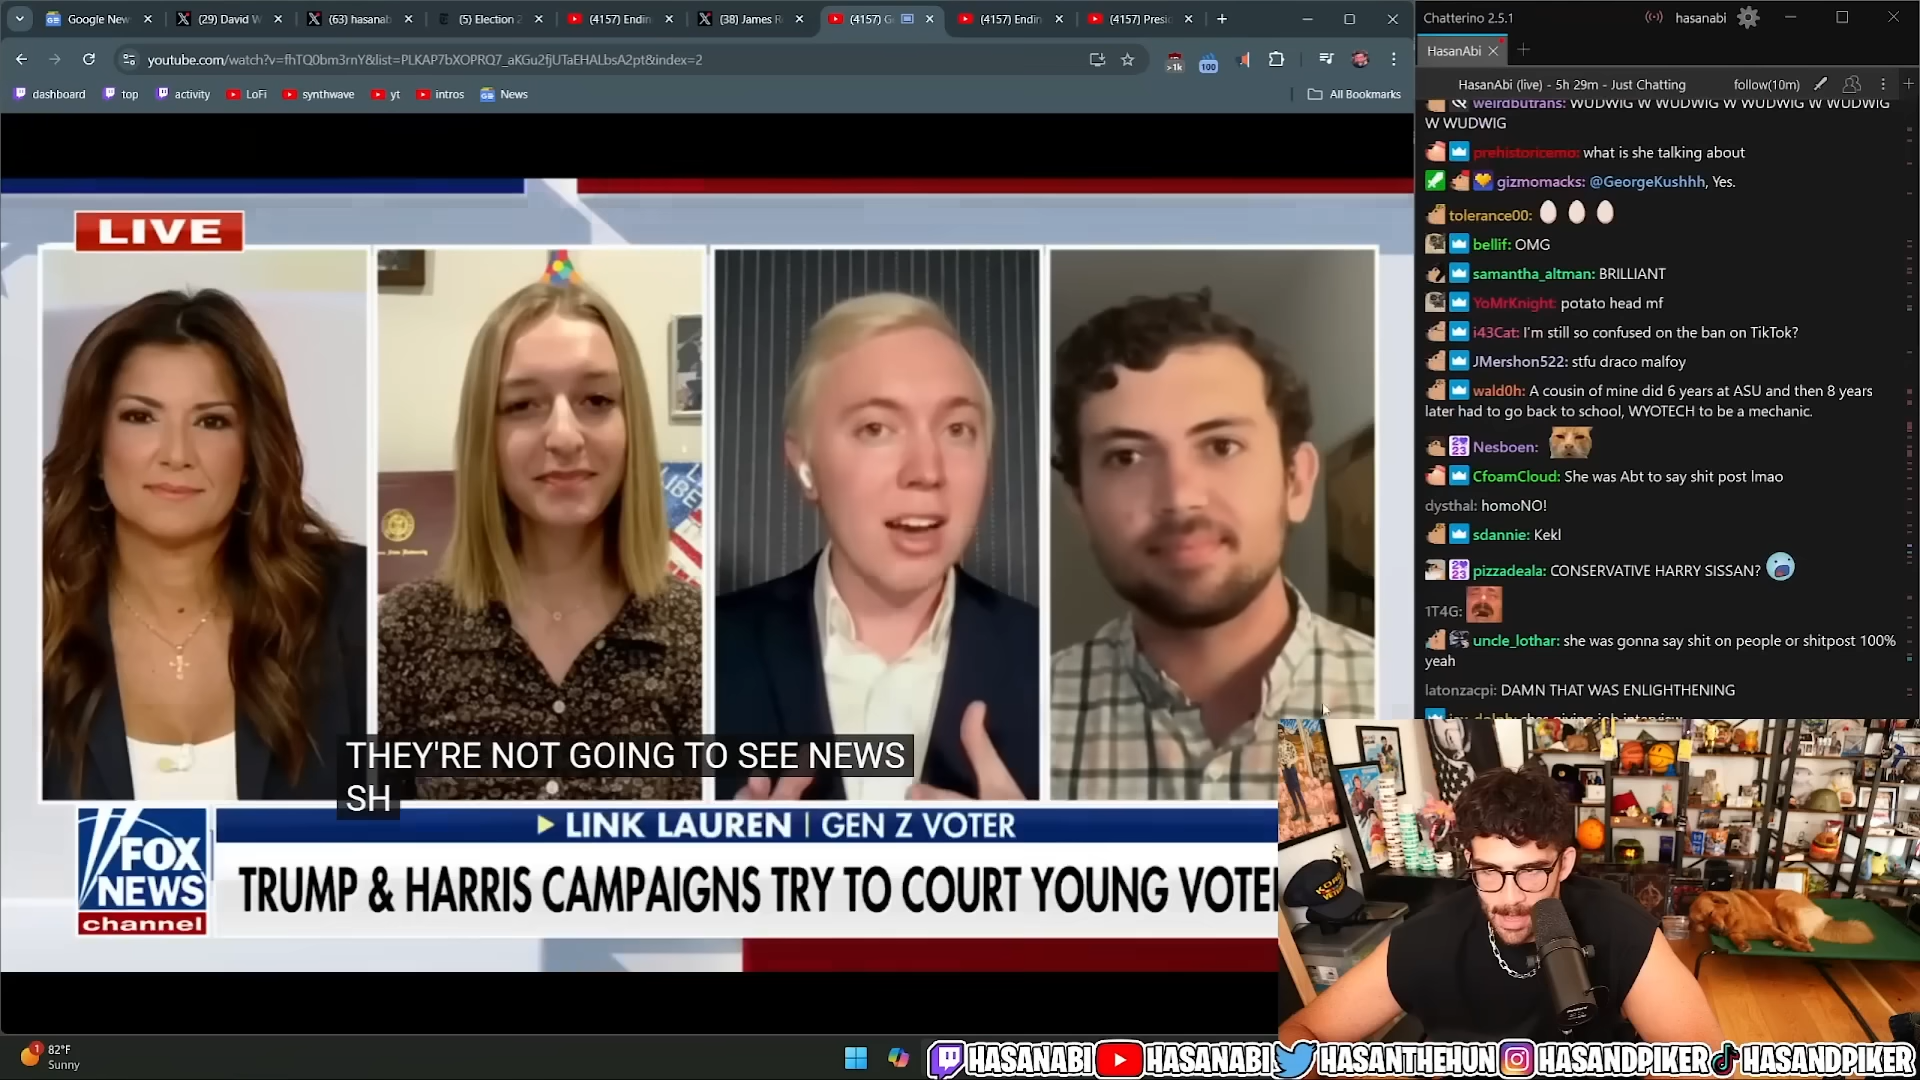 (4157) G
Google New
(29) David W
(63) hasanab
(5) Election 2
(4157) Endin
(38) James R
(4157) Endin
(4157) Presi
youtube.com/watch?v=fhTQ0bm3rnY&list=PLKAP7bXOPRQ7_aKGu2fjUTaEHALbsA2pt&index=2
>1k
100
dashboard
top
activity
LoFi
synthwave
yt
intros
News
All Bookmarks
LIVE
THEY'RE NOT GOING TO SEE NEWS
SH
LINK LAUREN | GEN Z VOTER
FOX
NEWS
channel
TRUMP & HARRIS CAMPAIGNS TRY TO COURT YOUNG VOTE
Chatterino 2.5.1
hasanabi
HasanAbi
HasanAbi (live) - 5h 29m - Just Chatting
follow(10m)
weirdbutrans: WUDWIG W WUDWIG W WUDWIG W WUDWIG
W WUDWIG
prehistoricemo: what is she talking about
gizmomacks: @GeorgeKushhh, Yes.
tolerance00:
bellif: OMG
samantha_altman: BRILLIANT
YoMrKnight: potato head mf
i43Cat: I'm still so confused on the ban on TikTok?
JMershon522: stfu draco malfoy
wald0h: A cousin of mine did 6 years at ASU and then 8 years
later had to go back to school, WYOTECH to be a mechanic.
Nesboen:
CfoamCloud: She was Abt to say shit post lmao
dysthal: homoNO!
sdannie: Kekl
pizzadeala: CONSERVATIVE HARRY SISSAN?
1T4G:
uncle_lothar: she was gonna say shit on people or shitpost 100%
yeah
latonzacpi: DAMN THAT WAS ENLIGHTHENING
1
82°F
Sunny
HASANABI
HASANABI
HASANTHEHUN
HASANDPIKER
HASANDPIKER